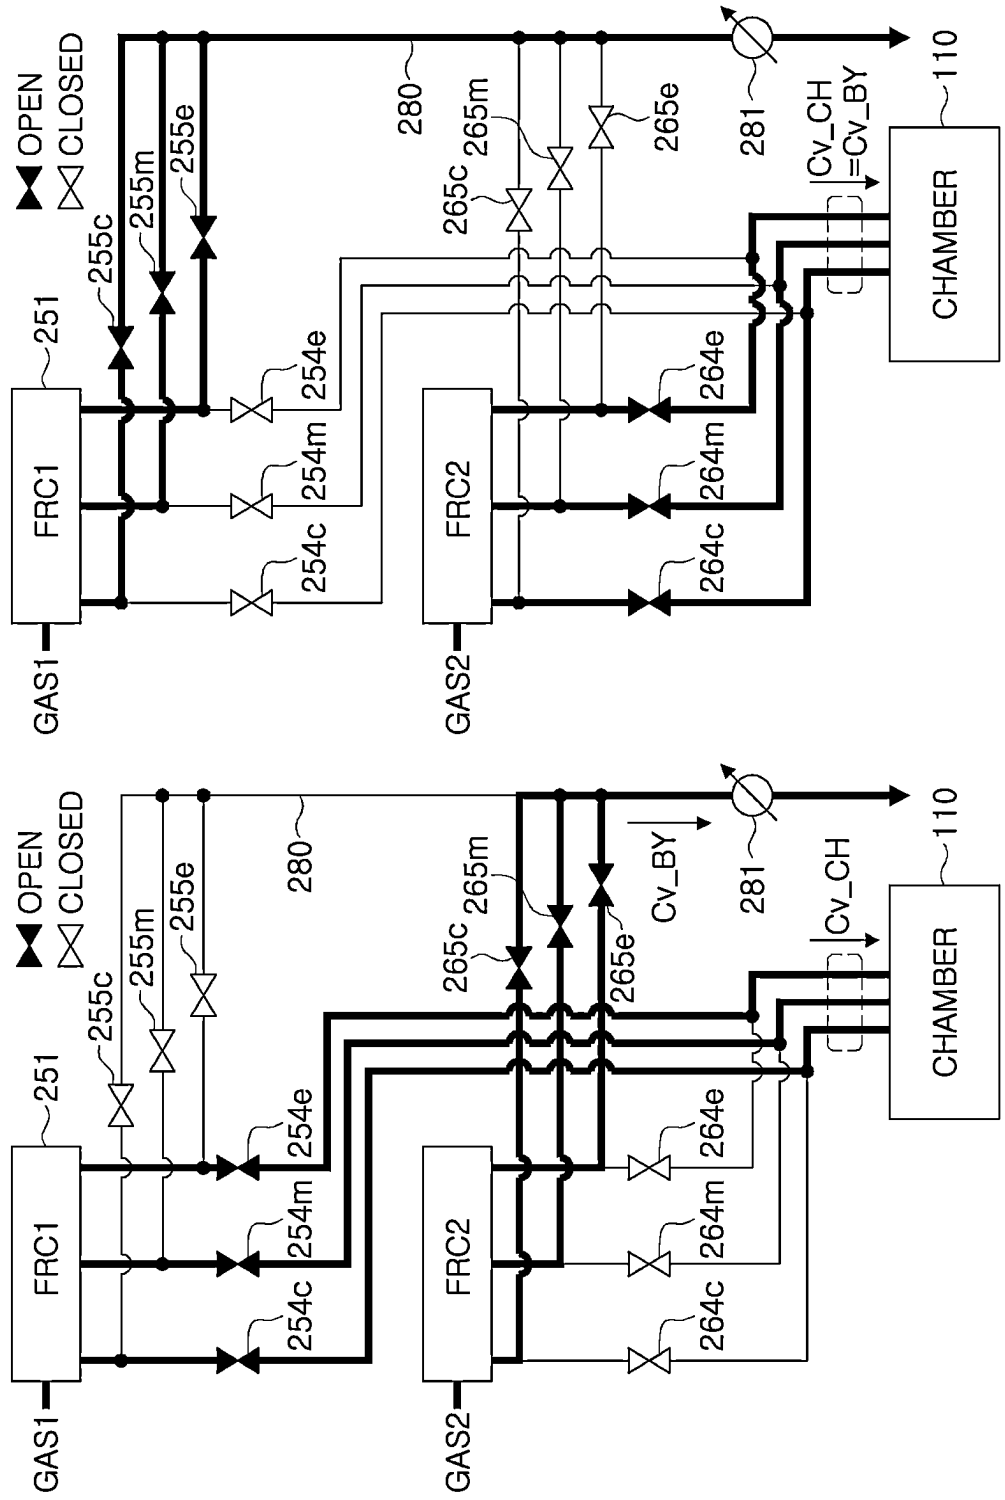 OPEN
CLOSED
251
255c
255m
255e
GAS1
FRC1
254c
254m
254e
280
265c
265m
265e
GAS2
FRC2
264c
264m
264e
Cv_BY
281
Cv_CH
CHAMBER
110
OPEN
CLOSED
251
255c
255m
255e
GAS1
FRC1
254c
254m
254e
280
265c
265m
265e
GAS2
FRC2
264c
264m
264e
281
Cv_CH
=Cv_BY
CHAMBER
110